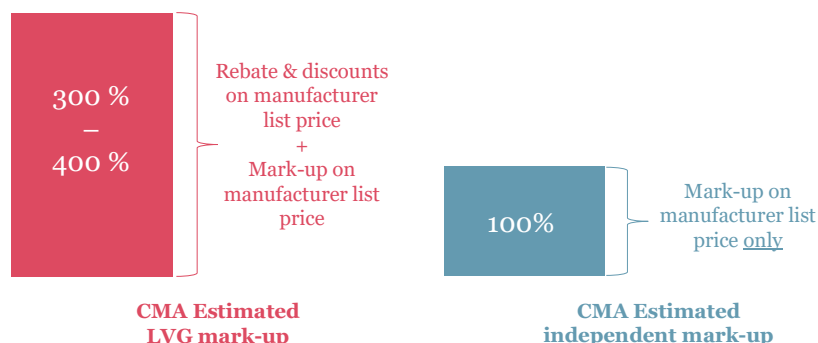 300 %
–
400 %
Rebate & discounts
on manufacturer
list price
+
Mark-up on
manufacturer list
price
CMA Estimated
LVG mark-up
100%
Mark-up on
manufacturer list
price only
CMA Estimated
independent mark-up